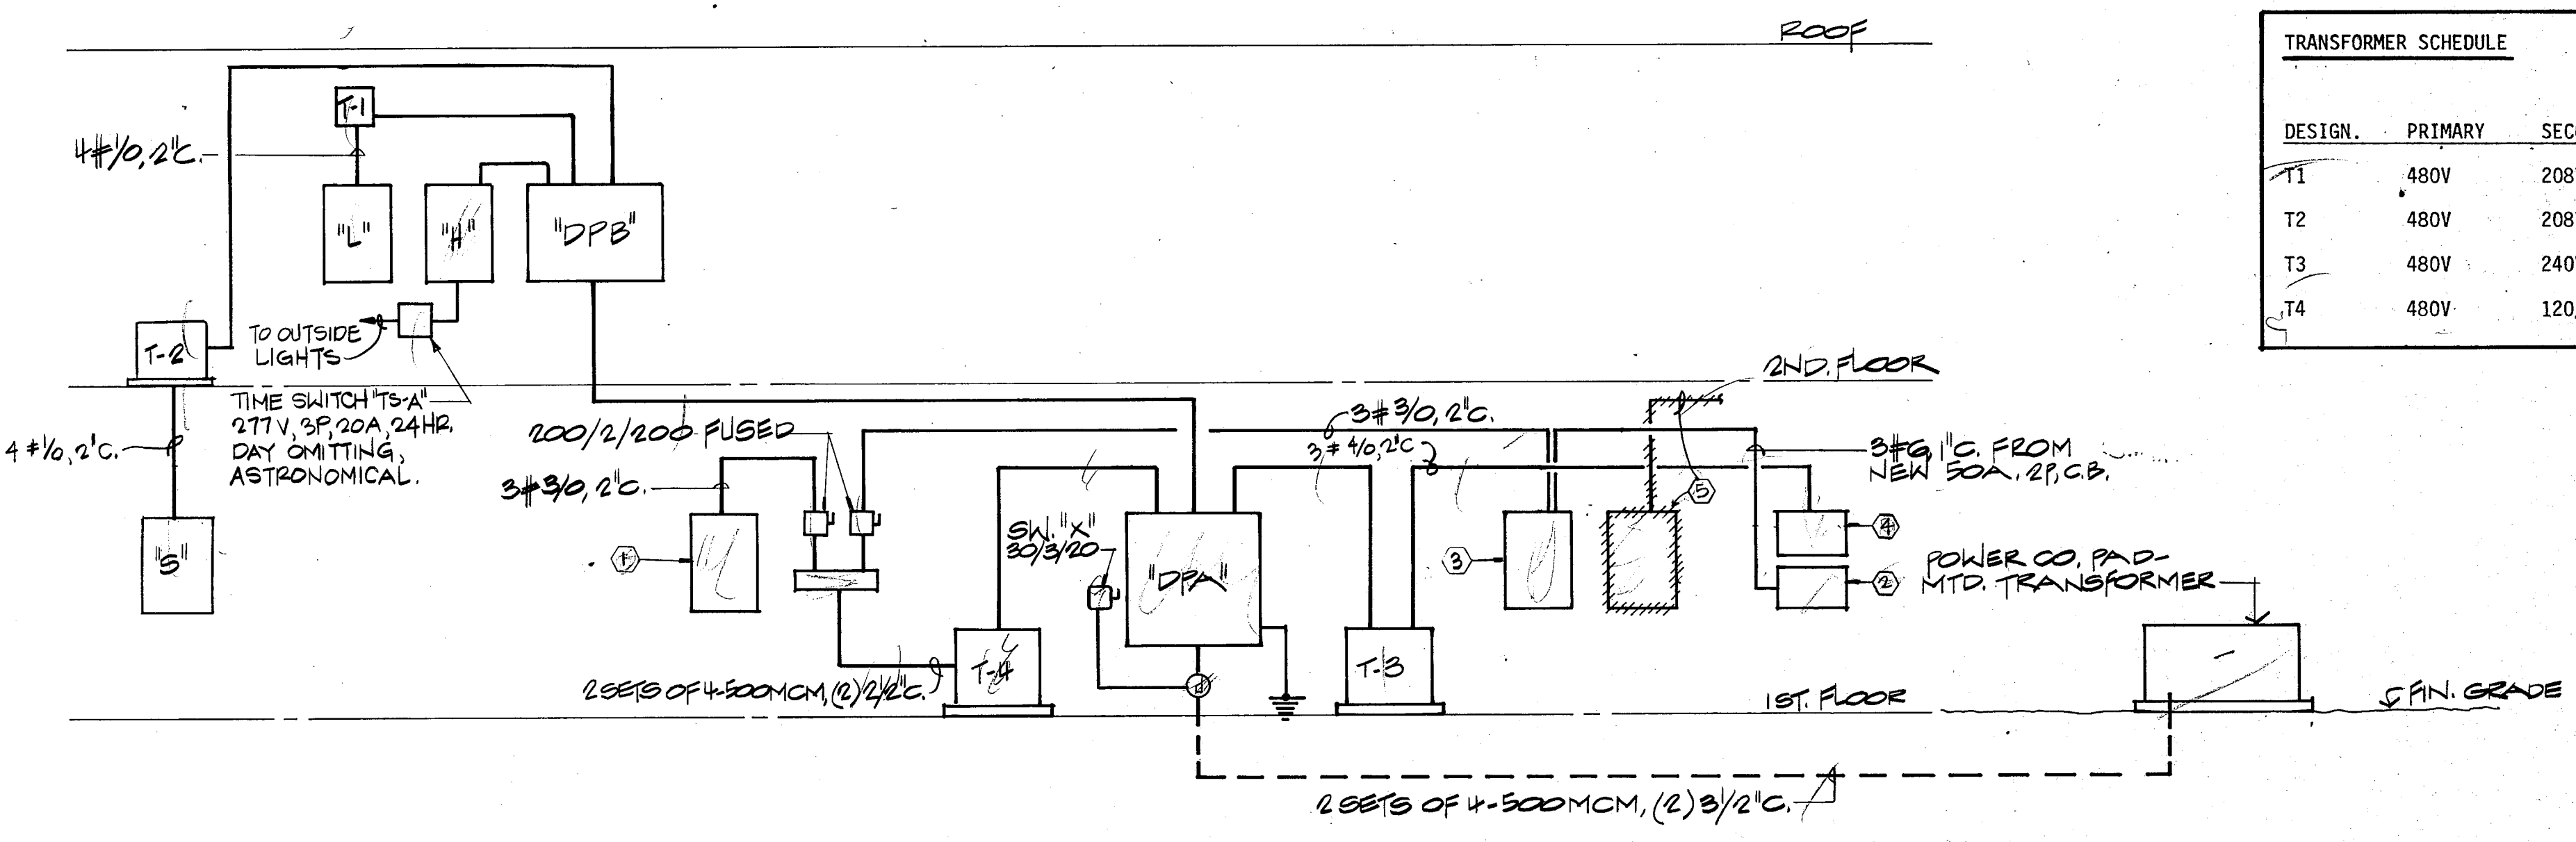 ROOF
T-1
4#1/0, 2"C.
"L"
"H"
"DPB"
TO OUTSIDE
LIGHTS
T-2
2ND. FLOOR
TIME SWITCH "TS-A"
277V, 3P, 20A, 24HR.
DAY OMITTING,
ASTRONOMICAL.
4 #1/0, 2"C.
"S"
200/2/200 FUSED
3#3/0, 2"C.
3#3/0, 2"C.
3#4/0, 2"C
3#6, 1"C. FROM
NEW 50A, 2P, C.B.
1
SW. "X"
30/3/20
"DPA"
3
5
4
2
POWER CO. PAD-
MTD. TRANSFORMER
T-4
T-3
2 SETS OF 4-500MCM, (2) 2 1/2"C.
1ST. FLOOR
FIN. GRADE
2 SETS OF 4-500 MCM, (2) 3 1/2"C.
TRANSFORMER SCHEDULE
DESIGN. PRIMARY SEC
T1 480V 208
T2 480V 208
T3 480V 240
T4 480V 120